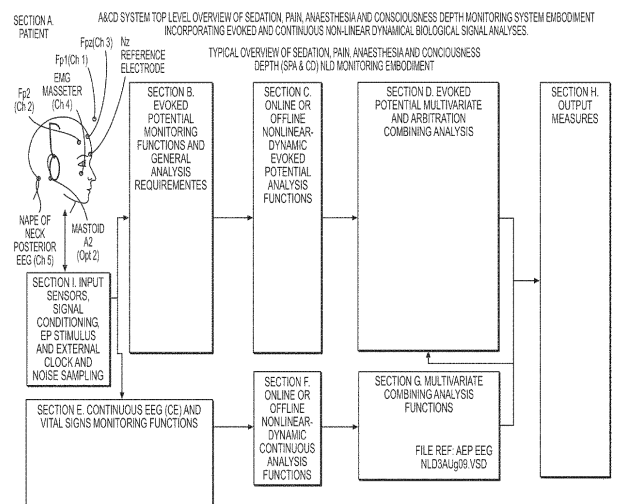 SECTION A.
PATIENT
A&CD SYSTEM TOP LEVEL OVERVIEW OF SEDATION, PAIN, ANAESTHESIA AND CONSCIOUSNESS DEPTH MONITORING SYSTEM EMBODIMENT
INCORPORATING EVOKED AND CONTINUOUS NON-LINEAR DYNAMICAL BIOLOGICAL SIGNAL ANALYSES.
TYPICAL OVERVIEW OF SEDATION, PAIN, ANAESTHESIA AND CONCIOUSNESS
DEPTH (SPA & CD) NLD MONITORING EMBODIMENT
Fpz(Ch 3)
Nz
REFERENCE
ELECTRODE
Fp1(Ch 1)
EMG
MASSETER
(Ch 4)
Fp2
(Ch 2)
NAPE OF
NECK
POSTERIOR
EEG (Ch 5)
MASTOID
A2
(Opt 2)
SECTION I. INPUT
SENSORS,
SIGNAL
CONDITIONING,
EP STIMULUS
AND EXTERNAL
CLOCK AND
NOISE SAMPLING
SECTION B.
EVOKED
POTENTIAL
MONITORING
FUNCTIONS AND
GENERAL
ANALYSIS
REQUIREMENTES
SECTION C.
ONLINE OR
OFFLINE
NONLINEAR-
DYNAMIC
EVOKED
POTENTIAL
ANALYSIS
FUNCTIONS
SECTION D. EVOKED
POTENTIAL MULTIVARIATE
AND ARBITRATION
COMBINING ANALYSIS
SECTION H.
OUTPUT
MEASURES
SECTION E. CONTINUOUS EEG (CE) AND
VITAL SIGNS MONITORING FUNCTIONS
SECTION F.
ONLINE OR
OFFLINE
NONLINEAR-
DYNAMIC
CONTINUOUS
ANALYSIS
FUNCTIONS
SECTION G. MULTIVARIATE
COMBINING ANALYSIS
FUNCTIONS
FILE REF: AEP EEG
NLD3AUg09.VSD